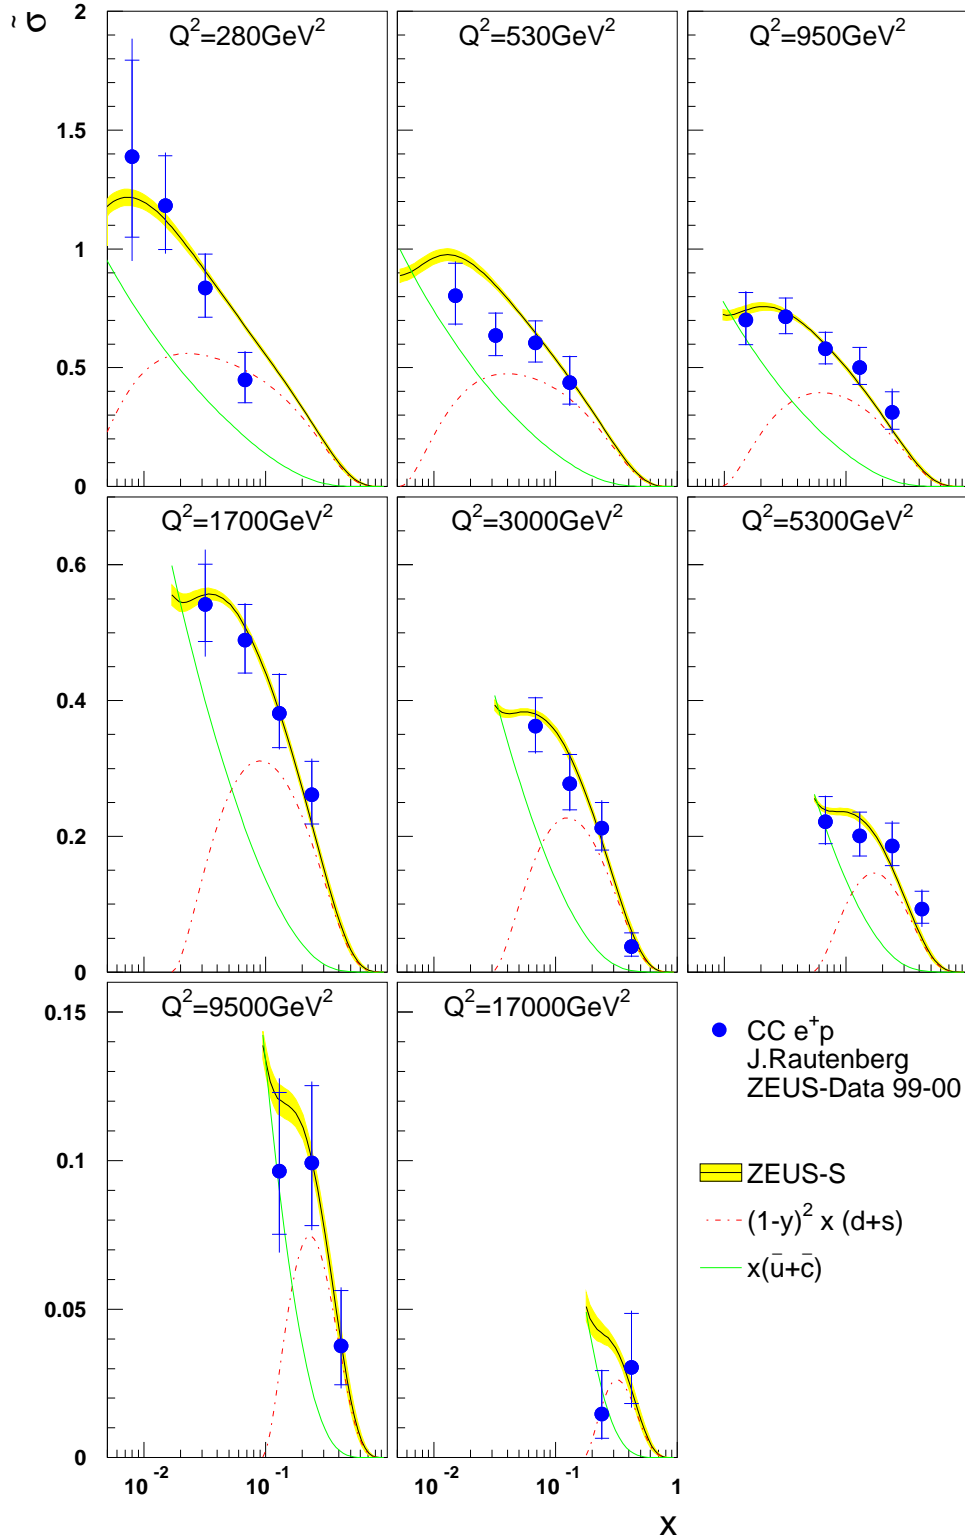 σ̃
Q²=280GeV²
Q²=530GeV²
Q²=950GeV²
2
1.5
1
0.5
0
Q²=1700GeV²
Q²=3000GeV²
Q²=5300GeV²
0.6
0.4
0.2
0
Q²=9500GeV²
Q²=17000GeV²
0.15
0.1
0.05
0
CC e⁺p
J.Rautenberg
ZEUS-Data 99-00
ZEUS-S
(1-y)² x (d+s)
x(ū+c̄)
10⁻² 10⁻¹ 10⁻² 10⁻¹ 1
x